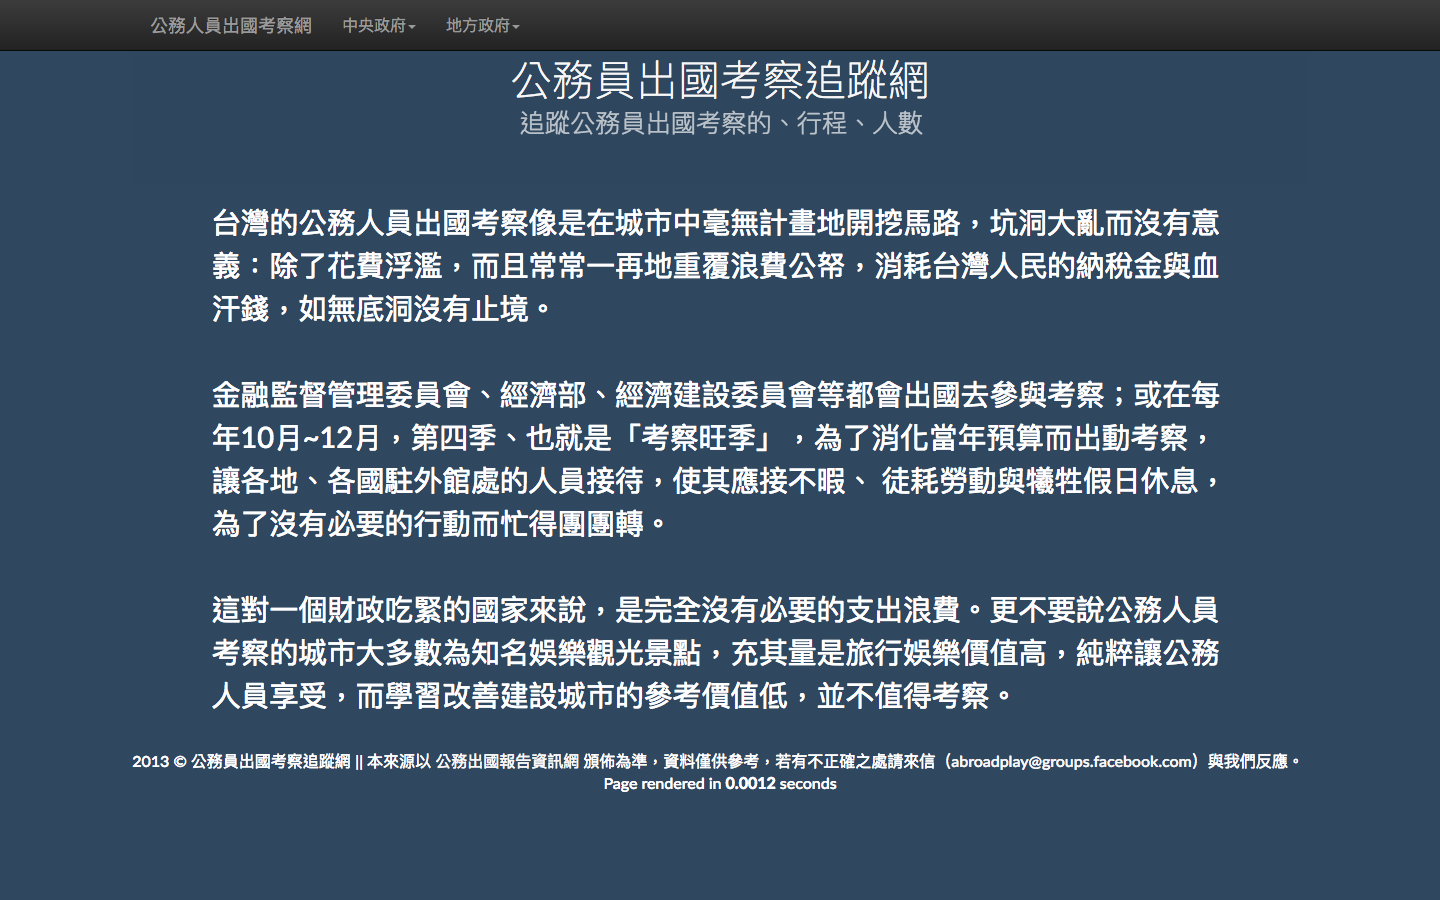 公務人員出國考察網 中央政府 地方政府
公務員出國考察追蹤網
追蹤公務員出國考察的、行程、人數
台灣的公務人員出國考察像是在城市中毫無計畫地開挖馬路，坑洞大亂而沒有意
義：除了花費浮濫，而且常常一再地重覆浪費公帑，消耗台灣人民的納稅金與血
汗錢，如無底洞沒有止境。
金融監督管理委員會、經濟部、經濟建設委員會等都會出國去參與考察；或在每
年10月~12月，第四季、也就是「考察旺季」，為了消化當年預算而出動考察，
讓各地、各國駐外館處的人員接待，使其應接不暇、 徒耗勞動與犧牲假日休息，
為了沒有必要的行動而忙得團團轉。
這對一個財政吃緊的國家來說，是完全沒有必要的支出浪費。更不要說公務人員
考察的城市大多數為知名娛樂觀光景點，充其量是旅行娛樂價值高，純粹讓公務
人員享受，而學習改善建設城市的參考價值低，並不值得考察。
2013 © 公務員出國考察追蹤網 || 本來源以 公務出國報告資訊網 頒佈為準，資料僅供參考，若有不正確之處請來信（abroadplay@groups.facebook.com）與我們反應。
Page rendered in 0.0012 seconds